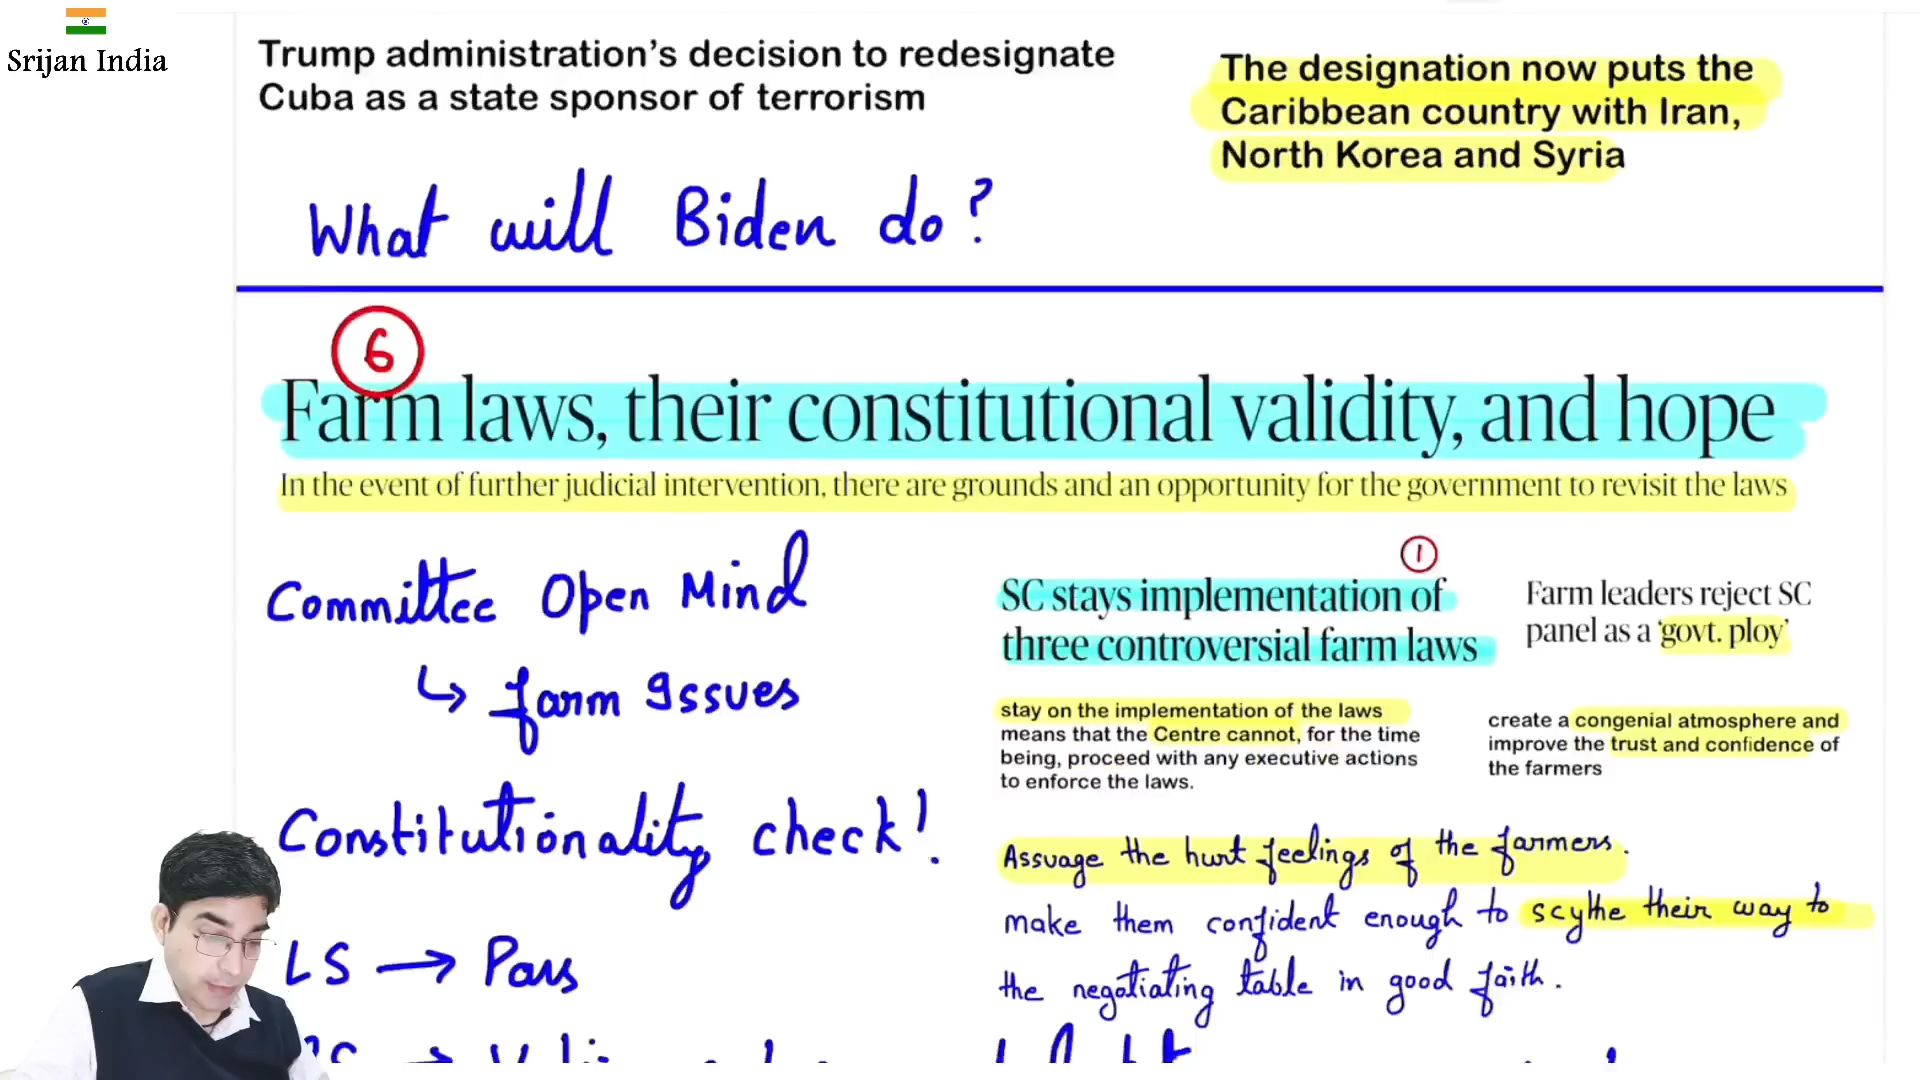 Srijan India
Trump administration's decision to redesignate
Cuba as a state sponsor of terrorism
The designation now puts the
Caribbean country with Iran,
North Korea and Syria
What will Biden do?
6
Farm laws, their constitutional validity, and hope
In the event of further judicial intervention, there are grounds and an opportunity for the government to revisit the laws
Committee Open Mind
↳ farm Issues
Constitutionality check!
LS → Pass
1
SC stays implementation of
three controversial farm laws
Farm leaders reject SC
panel as a 'govt. ploy'
stay on the implementation of the laws
means that the Centre cannot, for the time
being, proceed with any executive actions
to enforce the laws.
create a congenial atmosphere and
improve the trust and confidence of
the farmers
Assuage the hurt feelings of the farmers.
make them confident enough to scythe their way to
the negotiating table in good faith.